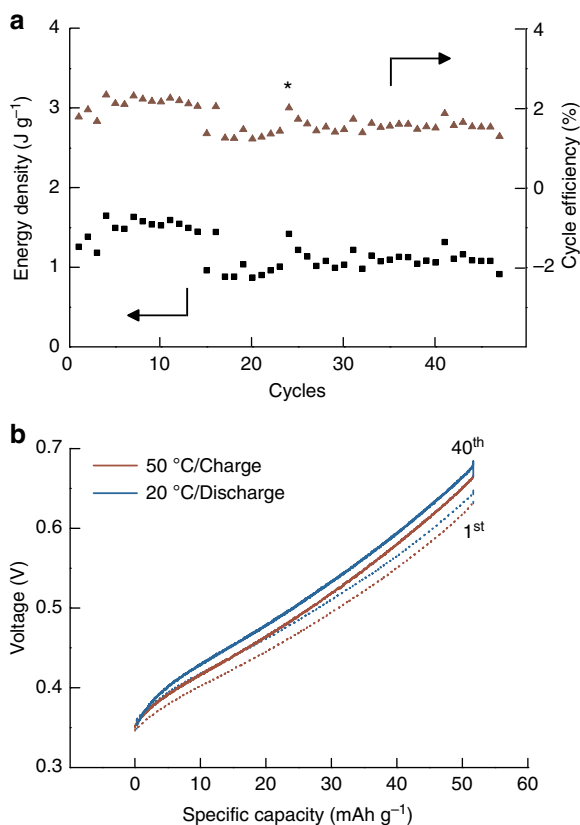 a
4
3
2
1
0
Energy density (J g⁻¹)
4
2
0
−2
Cycle efficiency (%)
*
0 10 20 30 40
Cycles
b
0.7
0.6
0.5
0.4
0.3
Voltage (V)
50 °C/Charge
20 °C/Discharge
40th
1st
0 10 20 30 40 50 60
Specific capacity (mAh g⁻¹)